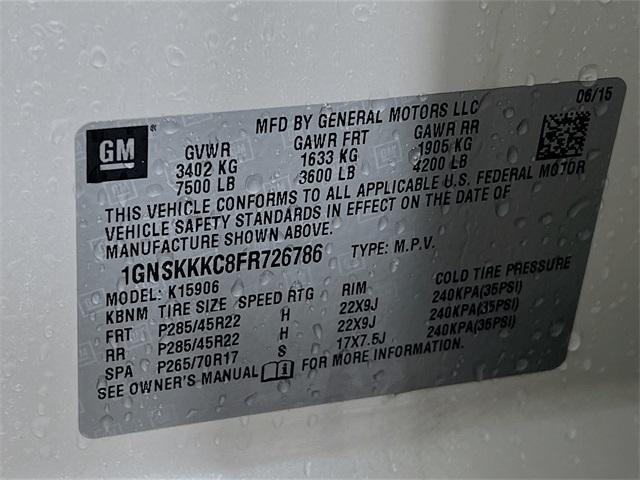 MFD BY GENERAL MOTORS LLC 06/15
GM ®
GVWR GAWR FRT GAWR RR
3402 KG 1633 KG 1905 KG
7500 LB 3600 LB 4200 LB
THIS VEHICLE CONFORMS TO ALL APPLICABLE U.S. FEDERAL MOTOR
VEHICLE SAFETY STANDARDS IN EFFECT ON THE DATE OF
MANUFACTURE SHOWN ABOVE.
1GNSKKKC8FR726786 TYPE: M.P.V.
MODEL: K15906
KBNM TIRE SIZE SPEED RTG RIM COLD TIRE PRESSURE
FRT P285/45R22 H 22X9J 240KPA(35PSI)
RR P285/45R22 H 22X9J 240KPA(35PSI)
SPA P265/70R17 S 17X7.5J 240KPA(35PSI)
SEE OWNER'S MANUAL FOR MORE INFORMATION.